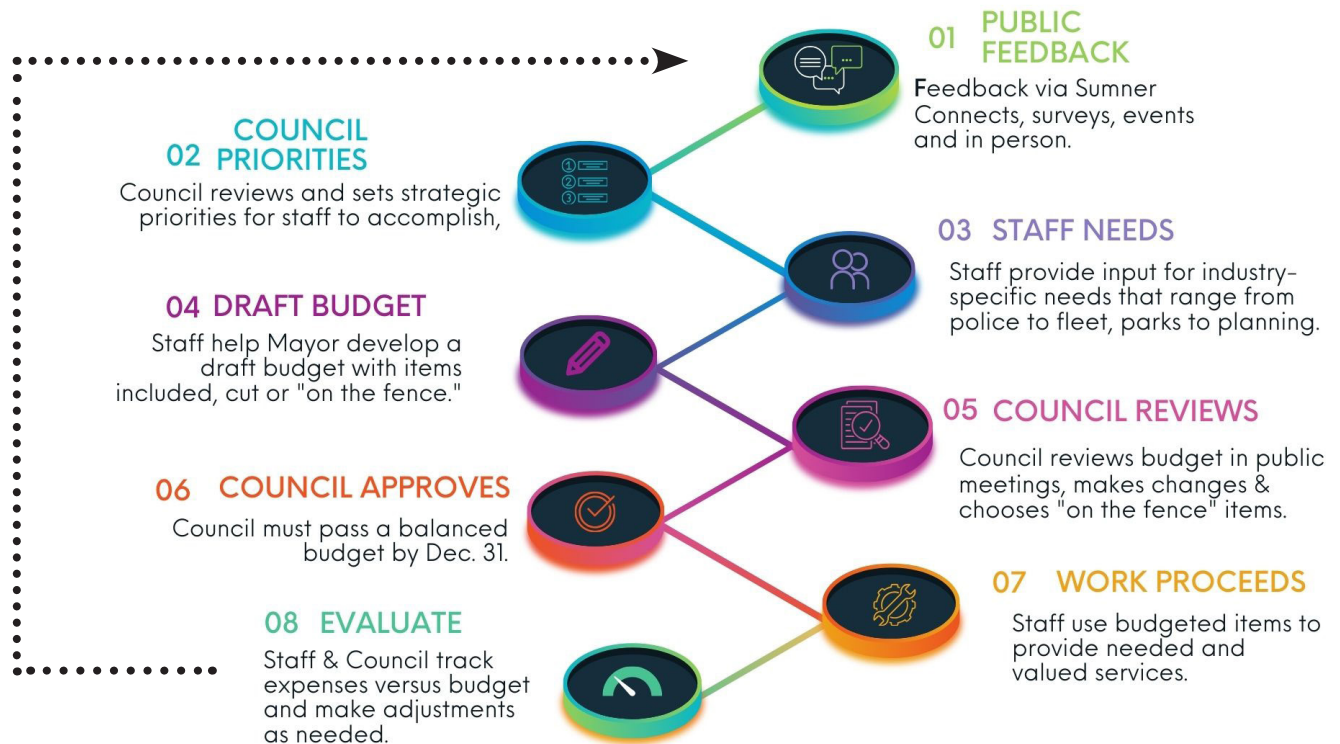 01 PUBLIC
FEEDBACK
Feedback via Sumner
Connects, surveys, events
and in person.
02 COUNCIL
PRIORITIES
Council reviews and sets strategic
priorities for staff to accomplish,
1
2
3
03 STAFF NEEDS
Staff provide input for industry-
specific needs that range from
police to fleet, parks to planning.
04 DRAFT BUDGET
Staff help Mayor develop a
draft budget with items
included, cut or "on the fence."
05 COUNCIL REVIEWS
Council reviews budget in public
meetings, makes changes &
chooses "on the fence" items.
06 COUNCIL APPROVES
Council must pass a balanced
budget by Dec. 31.
07 WORK PROCEEDS
Staff use budgeted items to
provide needed and
valued services.
08 EVALUATE
Staff & Council track
expenses versus budget
and make adjustments
as needed.